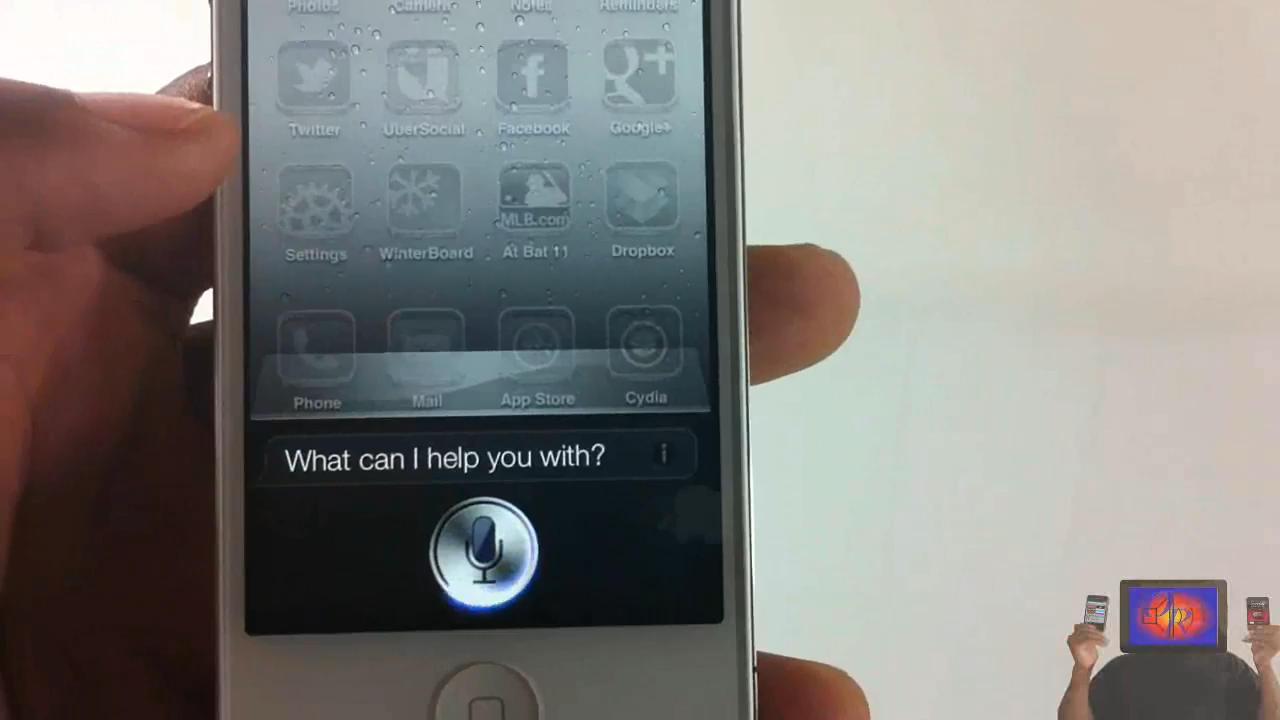 Photos Camera Notes Reminders
Twitter UberSocial Facebook Google+
MLB.com
Settings WinterBoard At Bat 11 Dropbox
Phone Mail App Store Cydia
What can I help you with?